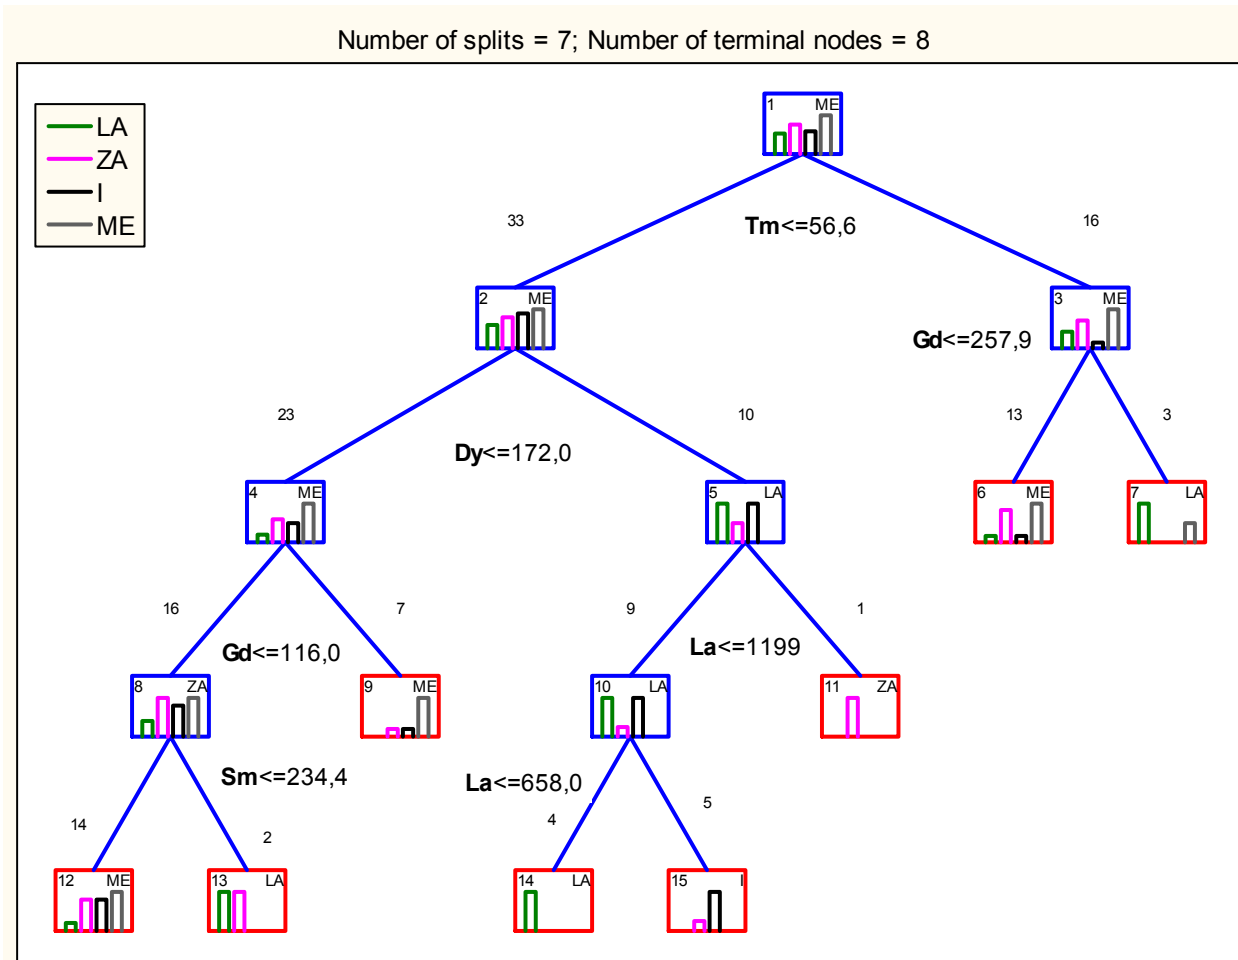 Number of splits = 7; Number of terminal nodes = 8
LA
ZA
I
ME
1 ME
33
Tm<=56,6
16
2 ME
3 ME
Gd<=257,9
23
10
13
3
Dy<=172,0
4 ME
5 LA
6 ME
7 LA
16
7
9
1
Gd<=116,0
La<=1199
8 ZA
9 ME
10 LA
11 ZA
Sm<=234,4
La<=658,0
14
2
4
5
12 ME
13 LA
14 LA
15 I